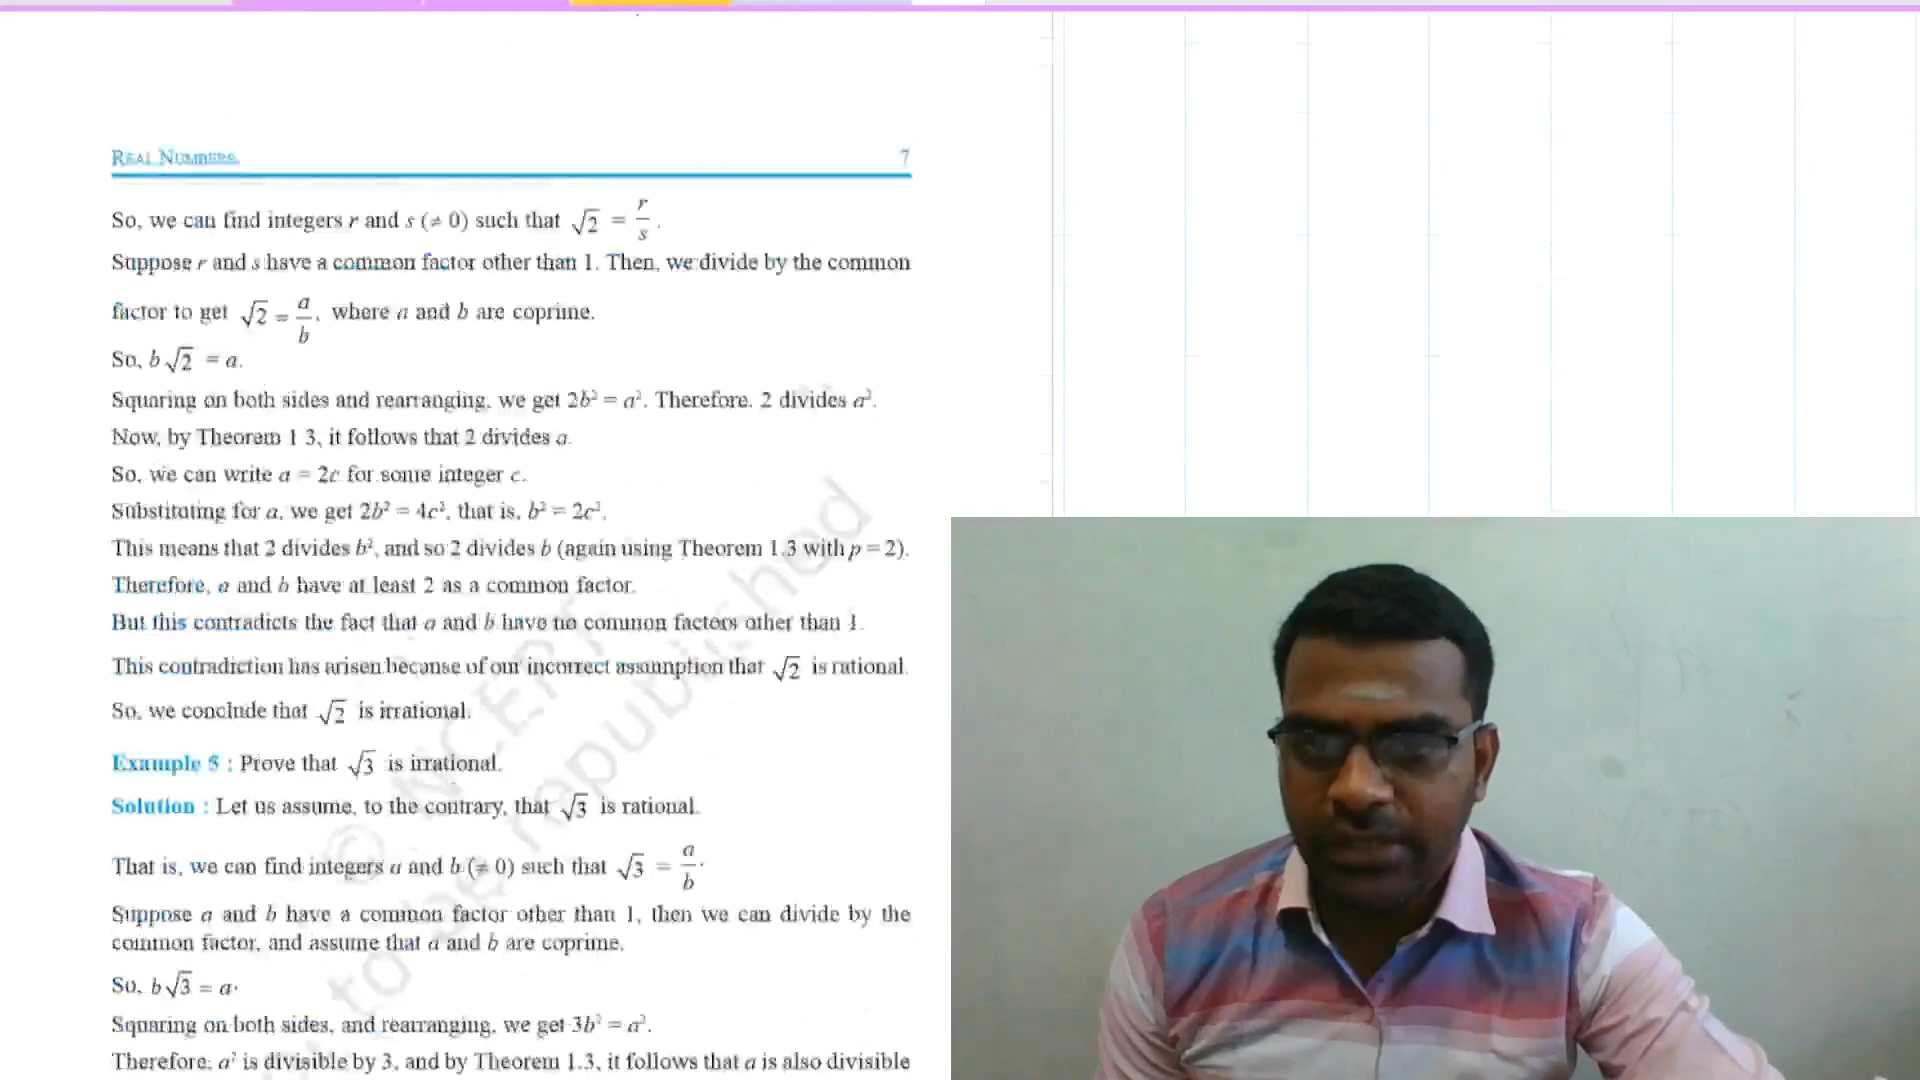 REAL NUMBERS
7
So, we can find integers r and s (≠ 0) such that √2 = r/s.
Suppose r and s have a common factor other than 1. Then, we divide by the common
factor to get √2 = a/b, where a and b are coprime.
So, b√2 = a.
Squaring on both sides and rearranging, we get 2b² = a². Therefore, 2 divides a².
Now, by Theorem 1.3, it follows that 2 divides a.
So, we can write a = 2c for some integer c.
Substituting for a, we get 2b² = 4c², that is, b² = 2c².
This means that 2 divides b², and so 2 divides b (again using Theorem 1.3 with p = 2).
Therefore, a and b have at least 2 as a common factor.
But this contradicts the fact that a and b have no common factors other than 1.
This contradiction has arisen because of our incorrect assumption that √2 is rational.
So, we conclude that √2 is irrational.
Example 5 : Prove that √3 is irrational.
Solution : Let us assume, to the contrary, that √3 is rational.
That is, we can find integers a and b (≠ 0) such that √3 = a/b.
Suppose a and b have a common factor other than 1, then we can divide by the
common factor, and assume that a and b are coprime.
So, b√3 = a.
Squaring on both sides, and rearranging, we get 3b² = a².
Therefore, a² is divisible by 3, and by Theorem 1.3, it follows that a is also divisible
© NCERT
to be republished